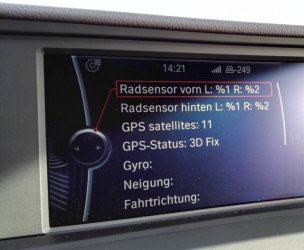 14:21 -249
Radsensor vorn L: %1 R: %2
Radsensor hinten L: %1 R: %2
GPS satellites: 11
GPS-Status: 3D Fix
Gyro:
Neigung:
Fahrtrichtung: